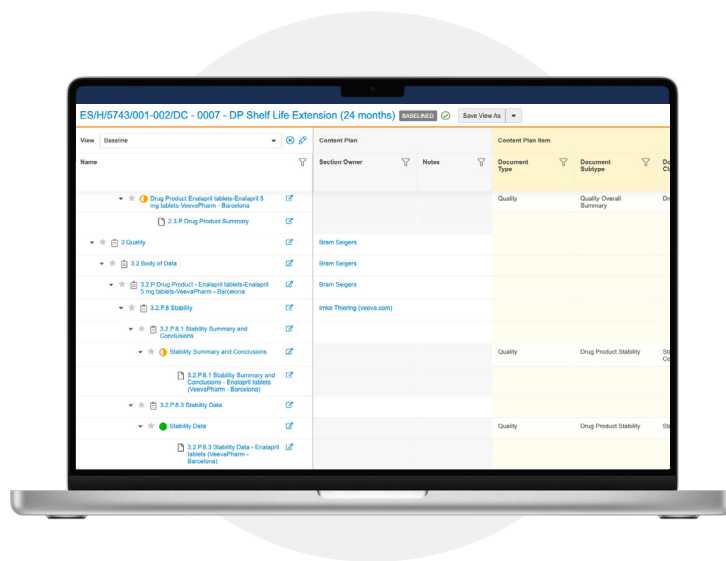 ES/H/5743/001-002/DC - 0007 - DP Shelf Life Extension (24 months) BASELINED Save View As
View Baseline Content Plan Content Plan Item
Name Section Owner Notes Document Type Document Subtype
Drug Product Enalapril tablets-Enalapril 5
mg tablets-VeevaPharm - Barcelona
Quality
Quality Overall
Summary
2.3.P Drug Product Summary
3 Quality Bram Seigers
3.2 Body of Data Bram Seigers
3.2.P Drug Product - Enalapril tablets-Enalapril
5 mg tablets-VeevaPharm - Barcelona
Bram Seigers
3.2.P.8 Stability Imke Thiering (veeva.com)
3.2.P.8.1 Stability Summary and
Conclusions
Stability Summary and Conclusions Quality Drug Product Stability
3.2.P.8.1 Stability Summary and
Conclusions - Enalapril tablets
(VeevaPharm - Barcelona)
3.2.P.8.3 Stability Data
Stability Data Quality Drug Product Stability
3.2.P.8.3 Stability Data - Enalapril
tablets (VeevaPharm -
Barcelona)